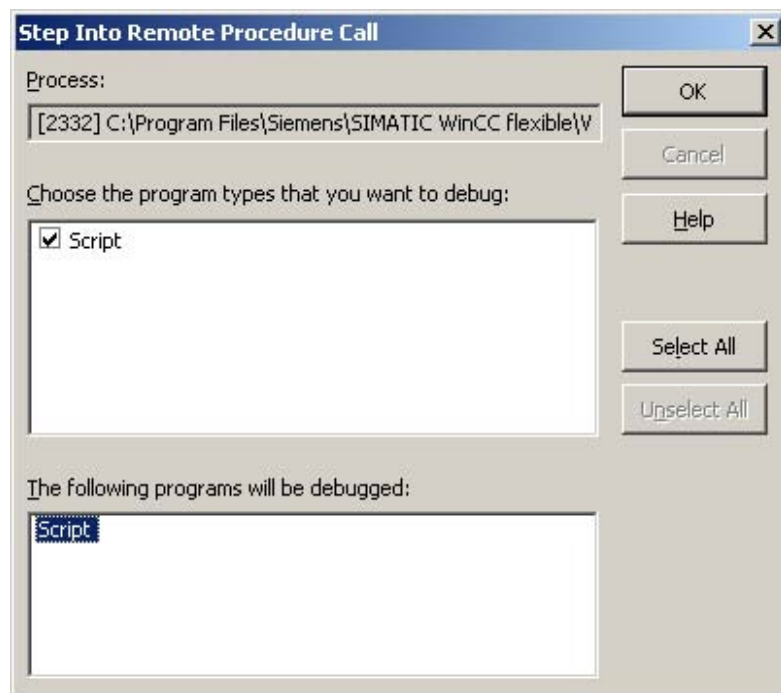 Step Into Remote Procedure Call
Process:
[2332] C:\Program Files\Siemens\SIMATIC WinCC flexible\V
OK
Cancel
Choose the program types that you want to debug:
Script
Help
Select All
Unselect All
The following programs will be debugged:
Script